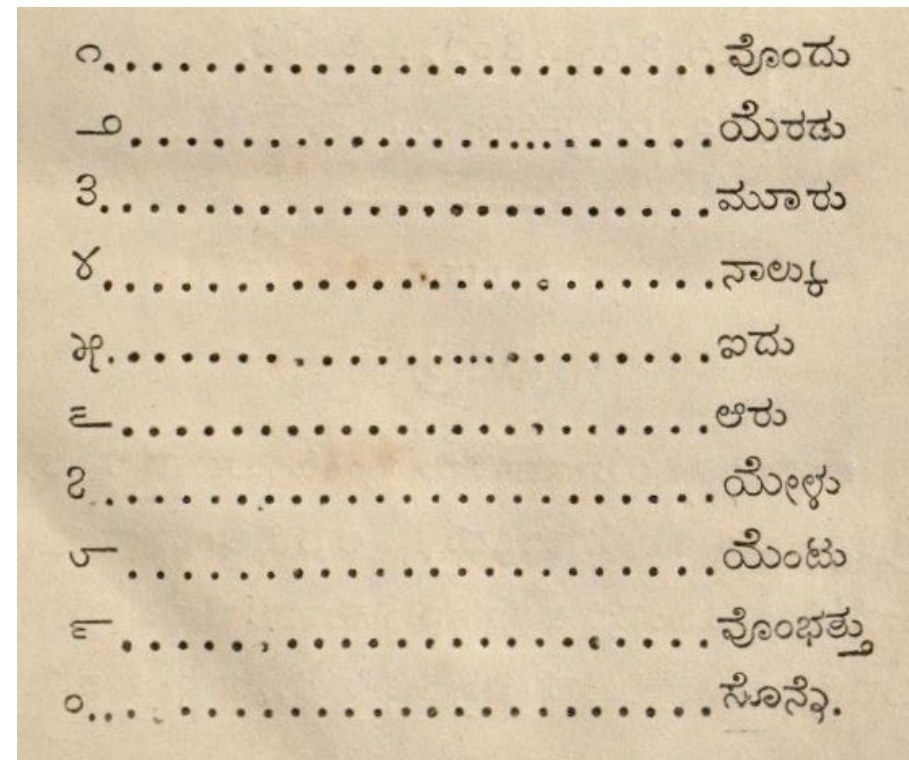 ೧........................ವೊಂದು
೨........................ಯೆರಡು
೩........................ಮೂರು
೪........................ನಾಲ್ಕು
೫........................ಐದು
೬........................ಆರು
೭........................ಯೇಳು
೮........................ಯೆಂಟು
೯........................ವೊಂಭತ್ತು
೦........................ಸೊನ್ನೆ.